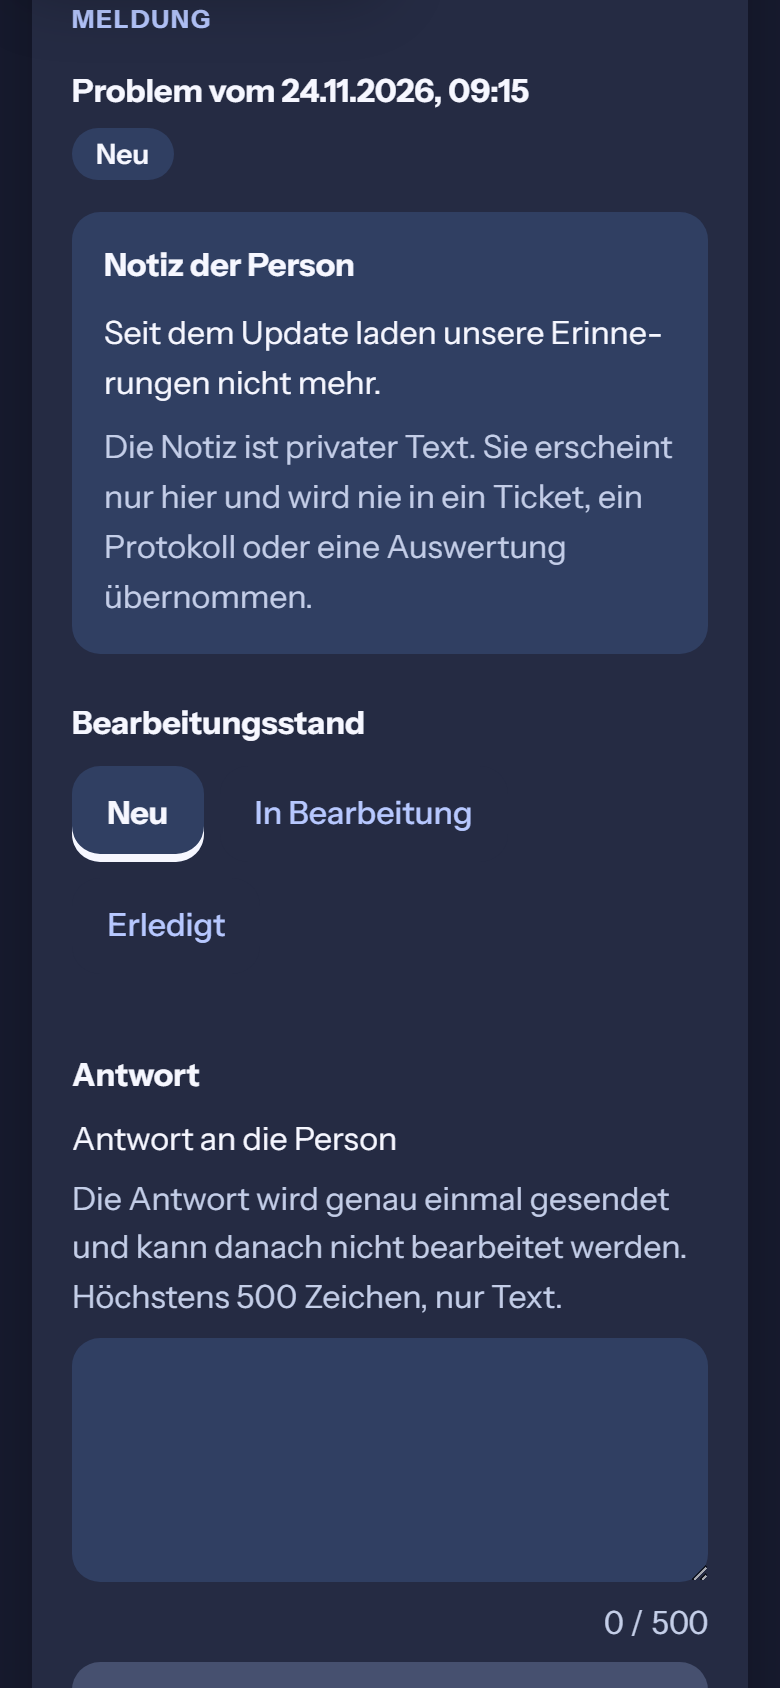 MELDUNG
Problem vom 24.11.2026, 09:15
Neu
Notiz der Person
Seit dem Update laden unsere Erinne-
rungen nicht mehr.
Die Notiz ist privater Text. Sie erscheint
nur hier und wird nie in ein Ticket, ein
Protokoll oder eine Auswertung
übernommen.
Bearbeitungsstand
Neu
In Bearbeitung
Erledigt
Antwort
Antwort an die Person
Die Antwort wird genau einmal gesendet
und kann danach nicht bearbeitet werden.
Höchstens 500 Zeichen, nur Text.
0 / 500